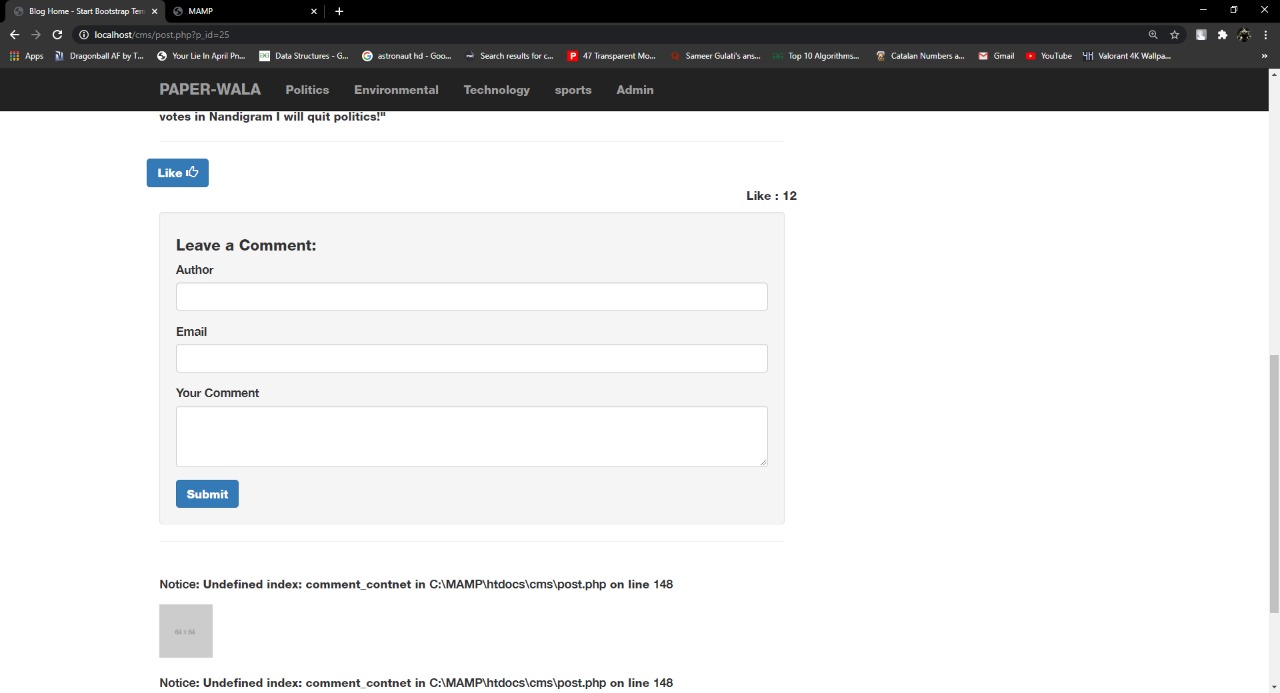 Blog Home - Start Bootstrap Tem
MAMP
localhost/cms/post.php?p_id=25
Apps Dragonball AF by T... Your Lie In April Pn... Data Structures - G... astronaut hd - Goo... Search results for c... 47 Transparent Mo... Sameer Gulati's ans... Top 10 Algorithms... Catalan Numbers a... Gmail YouTube Valorant 4K Wallpa...
PAPER-WALA Politics Environmental Technology sports Admin
votes in Nandigram I will quit politics!"
Like
Like : 12
Leave a Comment:
Author
Email
Your Comment
Submit
Notice: Undefined index: comment_contnet in C:\MAMP\htdocs\cms\post.php on line 148
64 x 64
Notice: Undefined index: comment_contnet in C:\MAMP\htdocs\cms\post.php on line 148